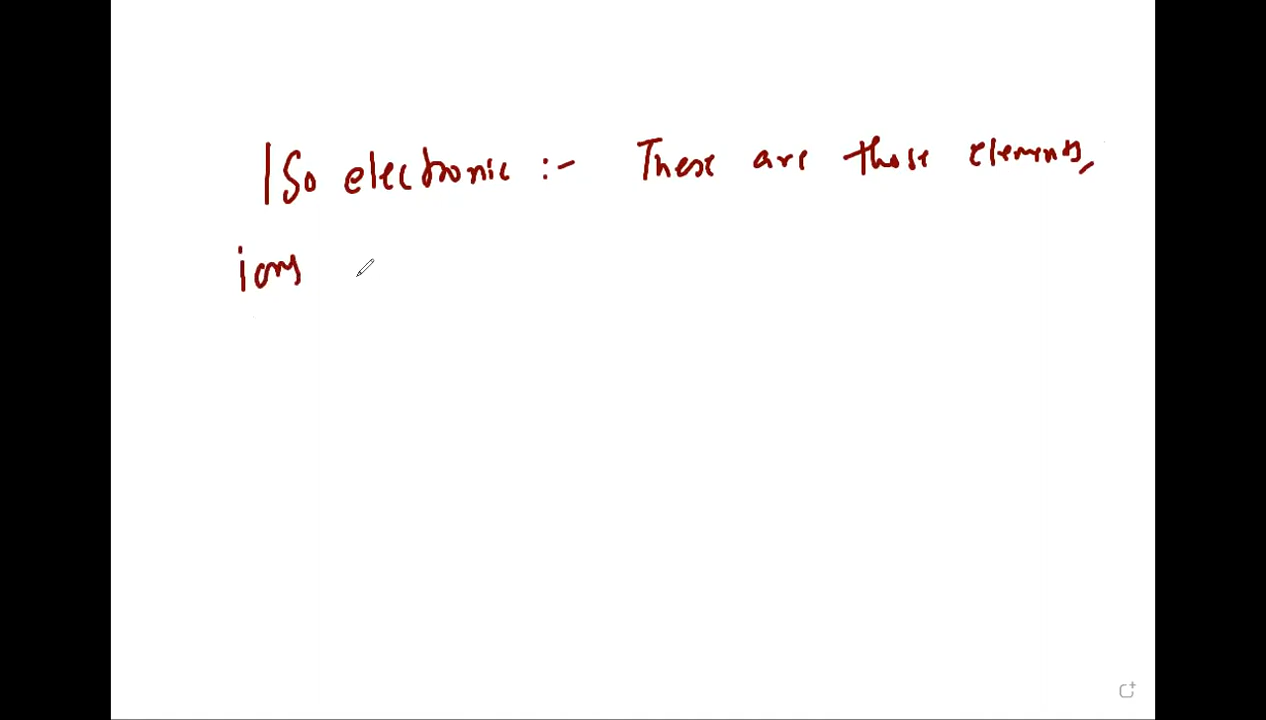 Iso electronic :- These are those elements,
ions